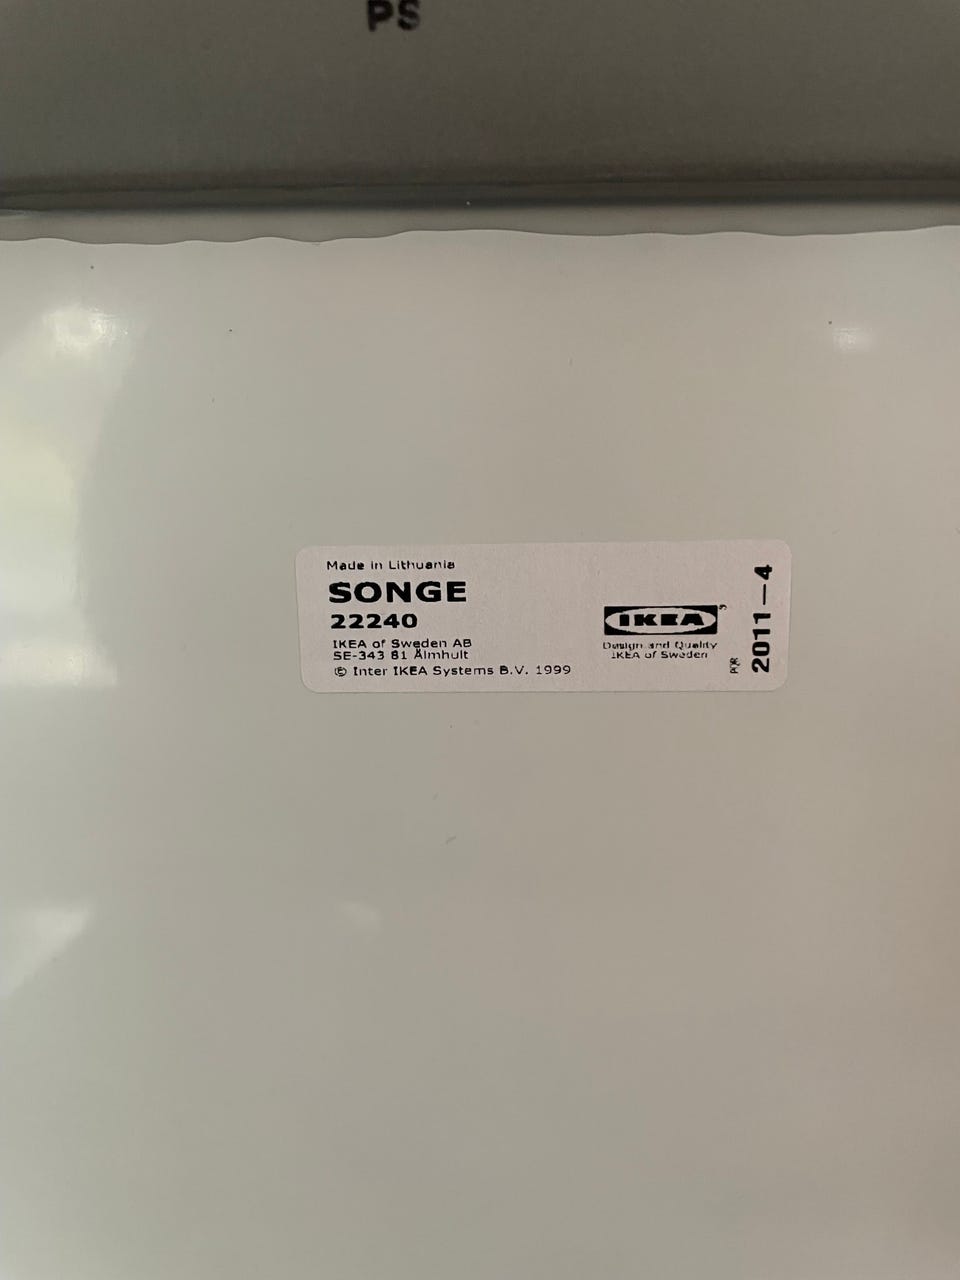 PS
Made in Lithuania
SONGE
22240
IKEA of Sweden AB
SE-343 81 Älmhult
© Inter IKEA Systems B.V. 1999
IKEA
Design and Quality
IKEA of Sweden
PQR
2011—4